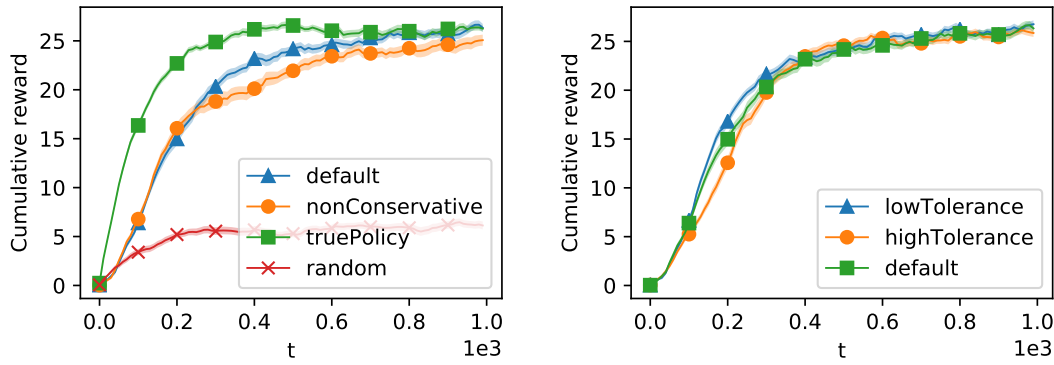 Cumulative reward
25
20
15
10
5
0
default
nonConservative
truePolicy
random
0.0 0.2 0.4 0.6 0.8 1.0
t
1e3
Cumulative reward
25
20
15
10
5
0
lowTolerance
highTolerance
default
0.0 0.2 0.4 0.6 0.8 1.0
t
1e3